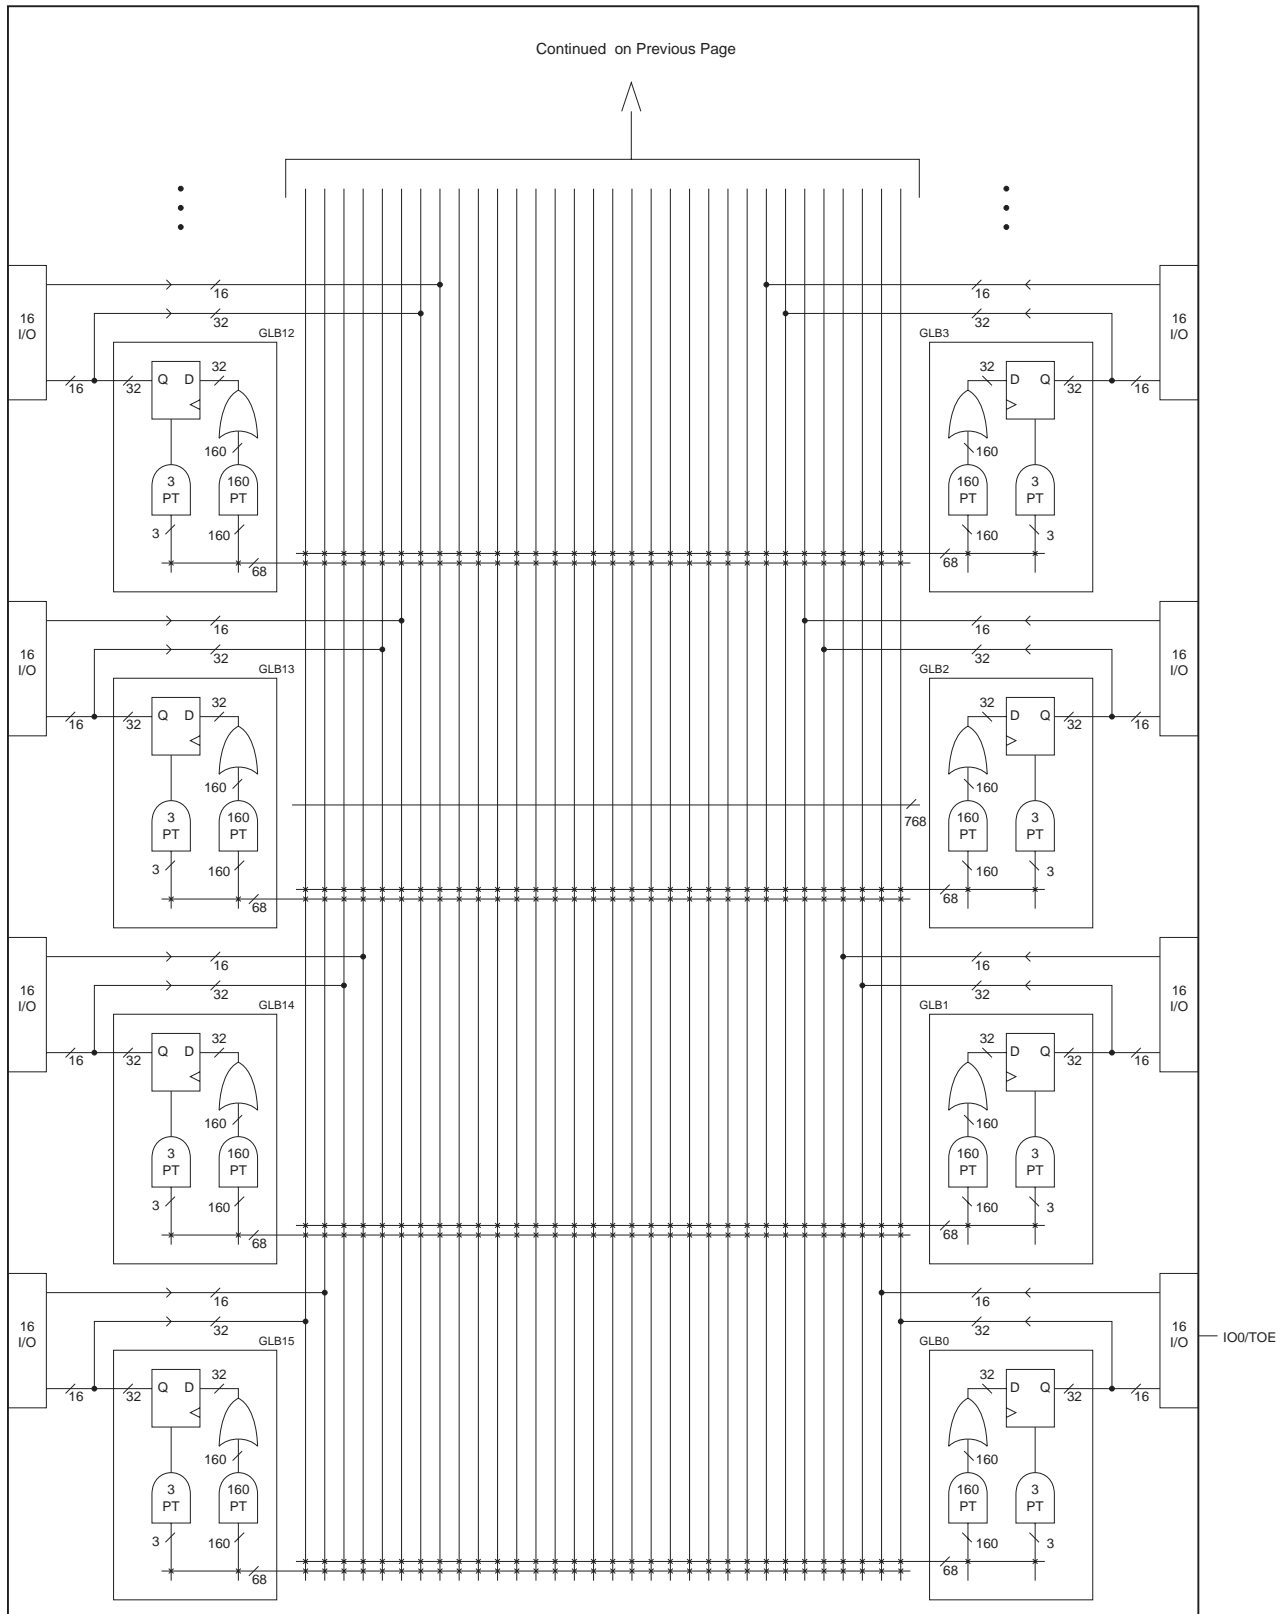 Continued on Previous Page
16 16
16 I/O 32 32 16 I/O
GLB12 GLB3
16 32 Q D 32 32 D Q 32 16
160 160
3 PT 160 PT 160 PT 3 PT
3 160 160 3
68 68
16 16
16 I/O 32 32 16 I/O
GLB13 GLB2
16 32 Q D 32 32 D Q 32 16
160 160
3 PT 160 PT 768 160 PT 3 PT
3 160 160 3
68 68
16 16
16 I/O 32 32 16 I/O
GLB14 GLB1
16 32 Q D 32 32 D Q 32 16
160 160
3 PT 160 PT 160 PT 3 PT
3 160 160 3
68 68
16 16
16 I/O 32 32 16 I/O IO0/TOE
GLB15 GLB0
16 32 Q D 32 32 D Q 32 16
160 160
3 PT 160 PT 160 PT 3 PT
3 160 160 3
68 68